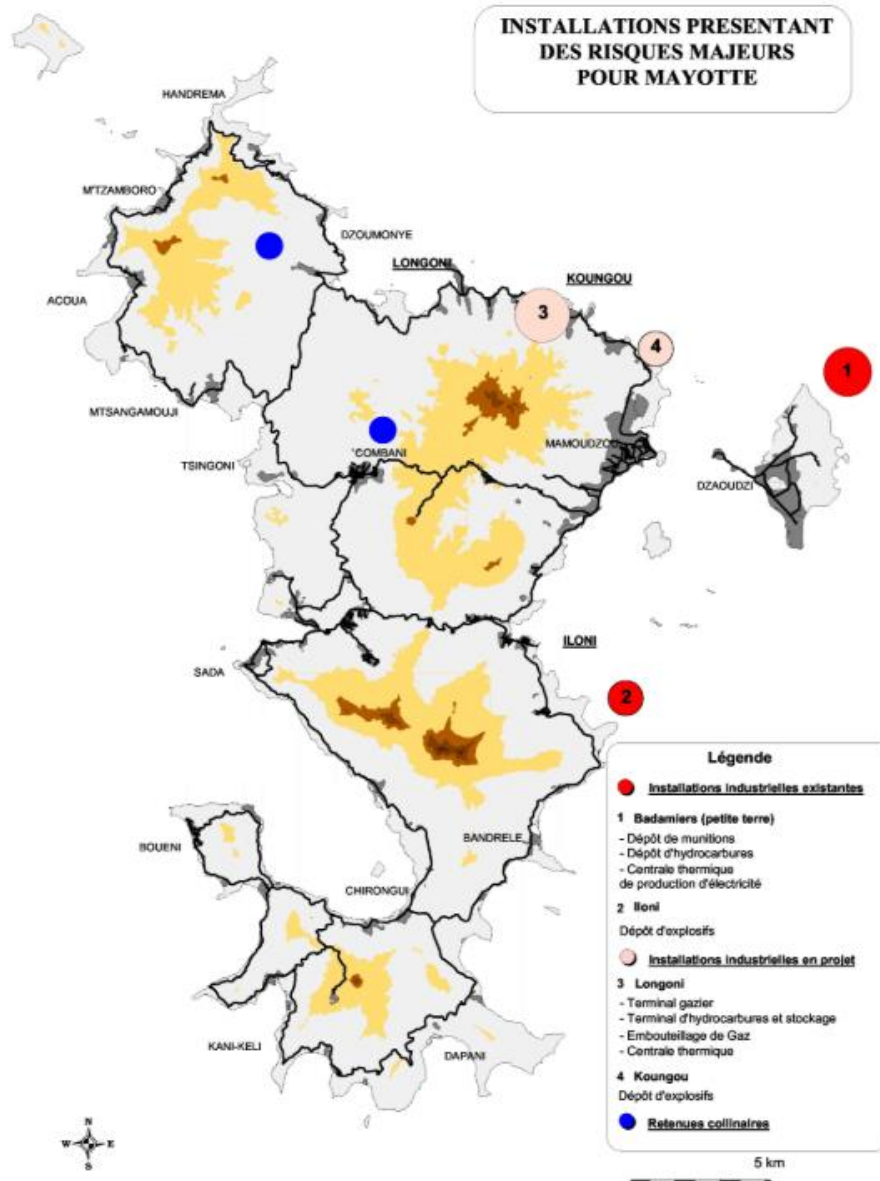 INSTALLATIONS PRESENTANT
DES RISQUES MAJEURS
POUR MAYOTTE
HANDREMA
M'TZAMBORO
DZOUMONYE
LONGONI
KOUNGOU
ACOUA
3
4
1
MTSANGAMOUJI
MAMOUDZOU
COMBANI
TSINGONI
DZAOUDZI
ILONI
SADA
2
BANDRELE
BOUENI
CHIRONGUI
KANI-KELI
DAPANI
Légende
Installations industrielles existantes
1 Badamiers (petite terre)
- Dépôt de munitions
- Dépôt d'hydrocarbures
- Centrale thermique
de production d'électricité
2 Iloni
Dépôt d'explosifs
Installations industrielles en projet
3 Longoni
- Terminal gazier
- Terminal d'hydrocarbures et stockage
- Embouteillage de Gaz
- Centrale thermique
4 Koungou
Dépôt d'explosifs
Retenues collinaires
N
W E
S
5 km